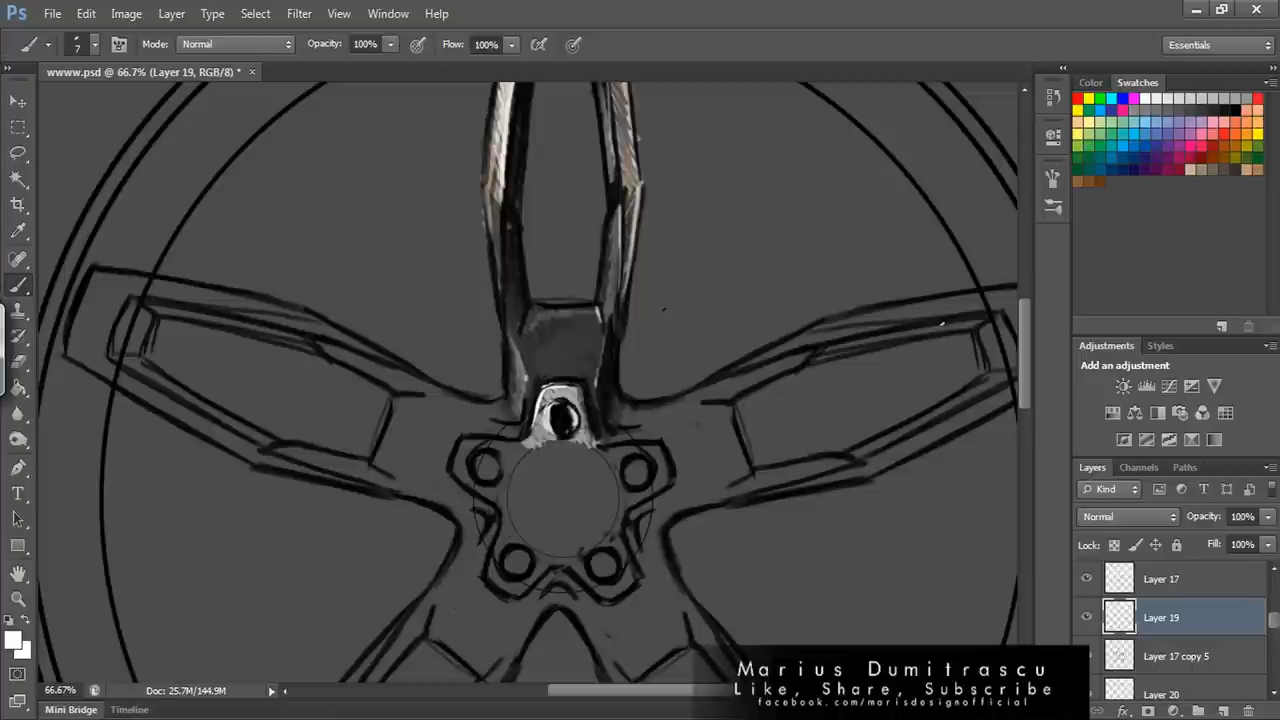 Ps File Edit Image Layer Type Select Filter View Window Help
7 Mode: Normal Opacity: 100% Flow: 100% Essentials
wwww.psd @ 66.7% (Layer 19, RGB/8) * ×
Color Swatches
Adjustments Styles
Add an adjustment
Layers Channels Paths
Kind
Normal Opacity: 100%
Lock: Fill: 100%
Layer 17
Layer 19
Layer 17 copy 5
Layer 20
Marius Dumitrascu
Like, Share, Subscribe
facebook.com/marisdesignofficial
66.67% Doc: 25.7M/144.9M
Mini Bridge Timeline